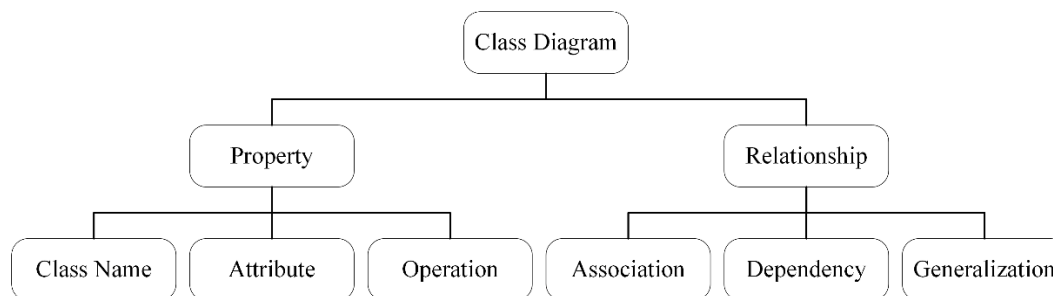 Class Diagram
Property
Relationship
Class Name
Attribute
Operation
Association
Dependency
Generalization